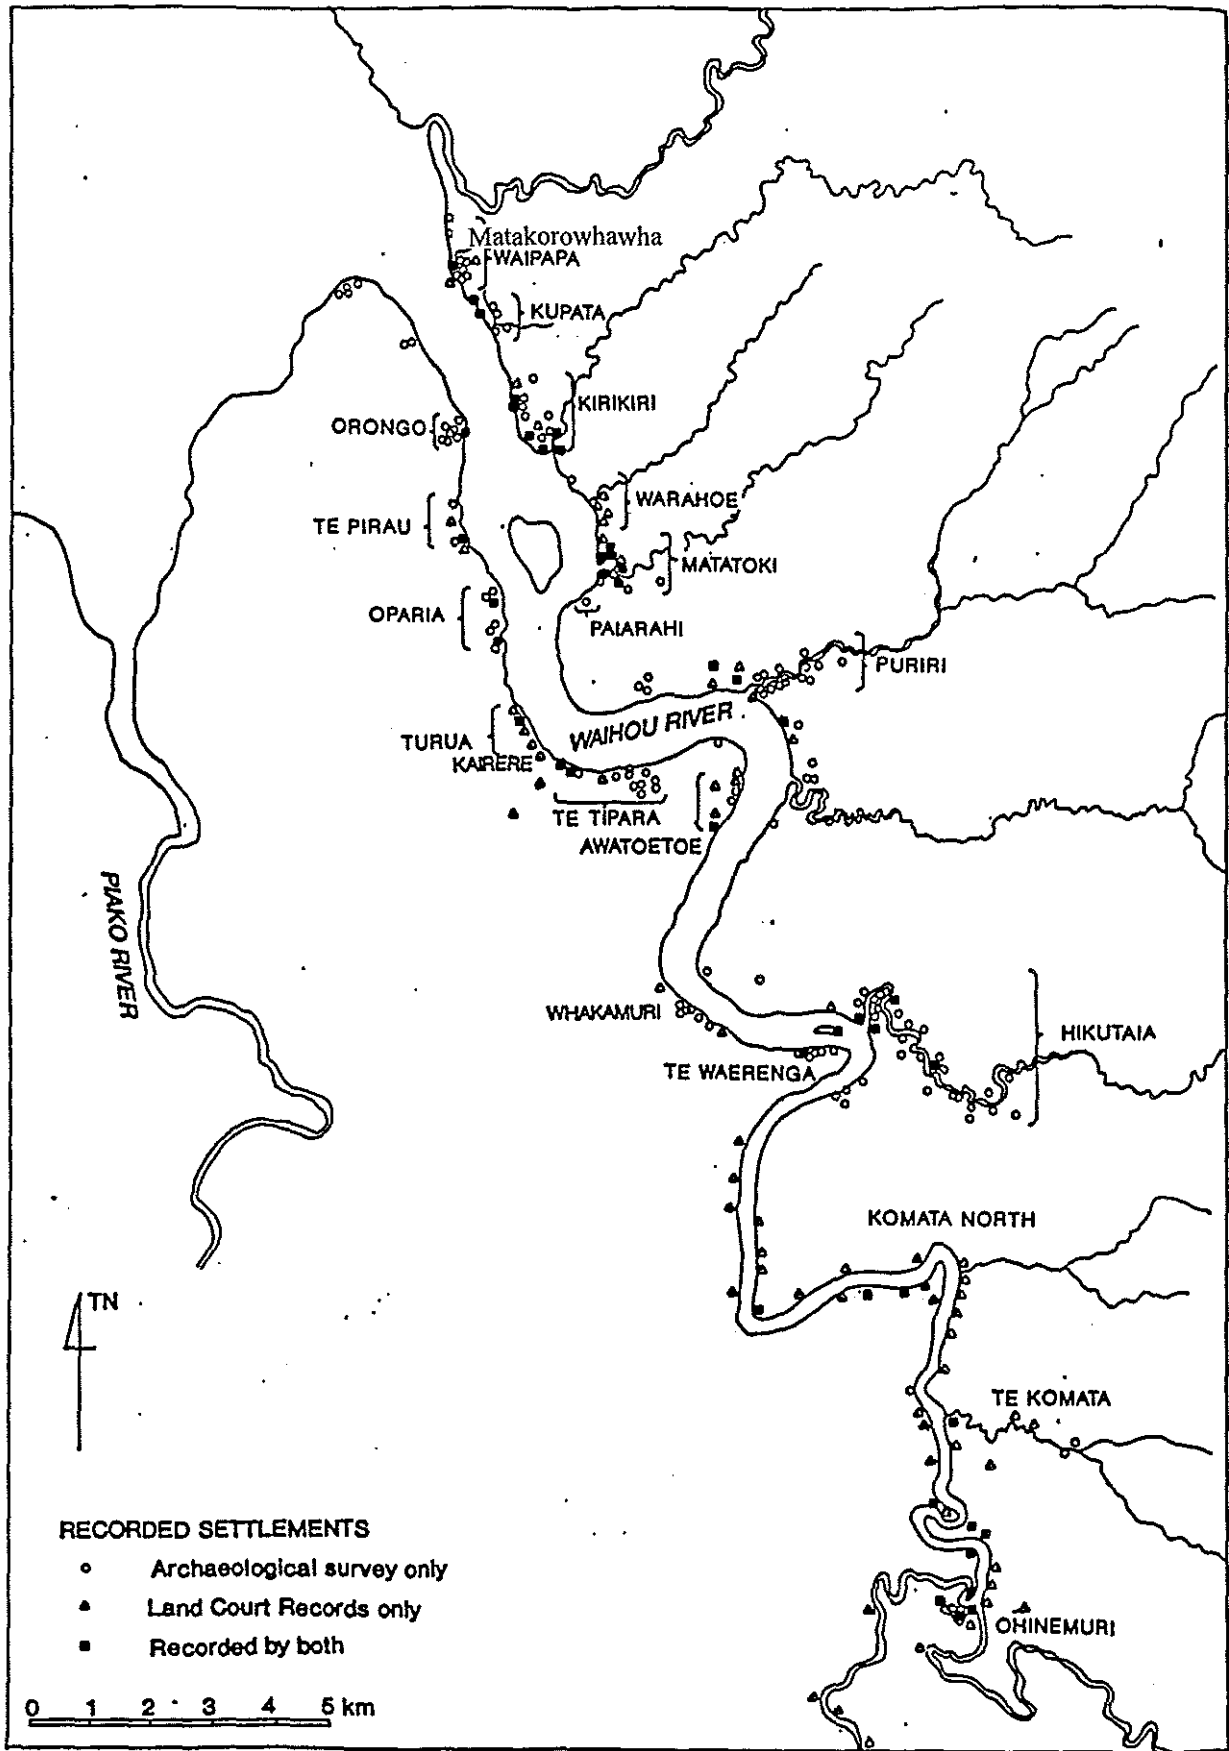 Matakorowhawha
WAIPAPA
KUPATA
KIRIKIRI
ORONGO
WARAHOE
TE PIRAU
MATATOKI
OPARIA
PAIARAHI
PURIRI
WAIHOU RIVER
TURUA
KAIRERE
TE TIPARA
AWATOETOE
PIAKO RIVER
WHAKAMURI
HIKUTAIA
TE WAERENGA
KOMATA NORTH
TN
TE KOMATA
RECORDED SETTLEMENTS
Archaeological survey only
Land Court Records only
Recorded by both
OHINEMURI
0 1 2 3 4 5 km